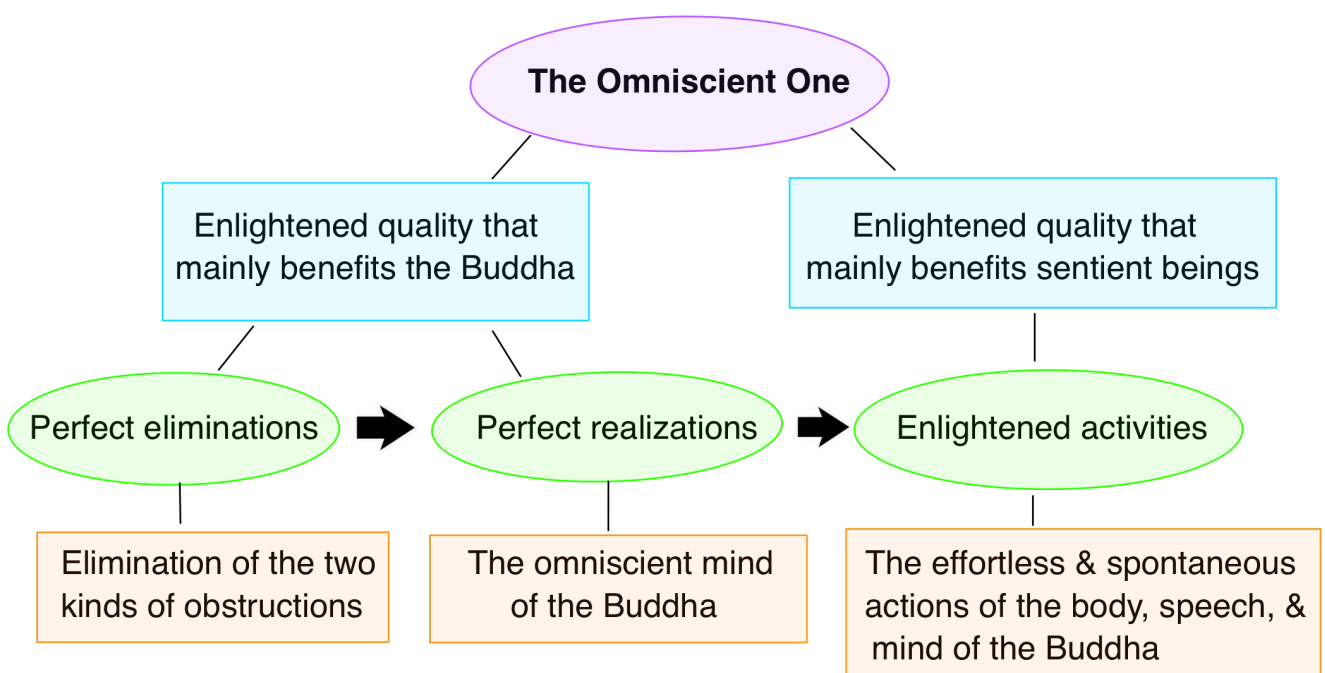 The Omniscient One
Enlightened quality that
mainly benefits the Buddha
Enlightened quality that
mainly benefits sentient beings
Perfect eliminations
Perfect realizations
Enlightened activities
Elimination of the two
kinds of obstructions
The omniscient mind
of the Buddha
The effortless & spontaneous
actions of the body, speech, &
mind of the Buddha